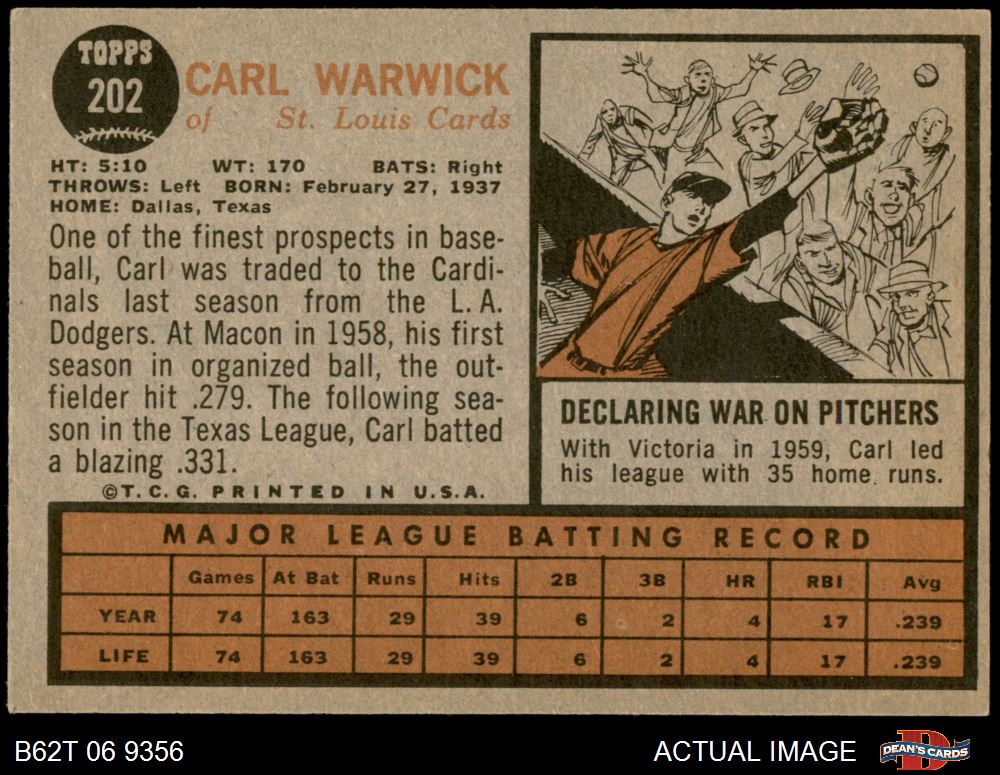 TOPPS
202
CARL WARWICK
of St. Louis Cards
HT: 5:10 WT: 170 BATS: Right
THROWS: Left BORN: February 27, 1937
HOME: Dallas, Texas
One of the finest prospects in base-
ball, Carl was traded to the Cardi-
nals last season from the L.A.
Dodgers. At Macon in 1958, his first
season in organized ball, the out-
fielder hit .279. The following sea-
son in the Texas League, Carl batted
a blazing .331.
©T.C.G. PRINTED IN U.S.A.
DECLARING WAR ON PITCHERS
With Victoria in 1959, Carl led
his league with 35 home runs.
MAJOR LEAGUE BATTING RECORD
Games At Bat Runs Hits 2B 3B HR RBI Avg
YEAR 74 163 29 39 6 2 4 17 .239
LIFE 74 163 29 39 6 2 4 17 .239
B62T 06 9356 ACTUAL IMAGE DEAN'S CARDS